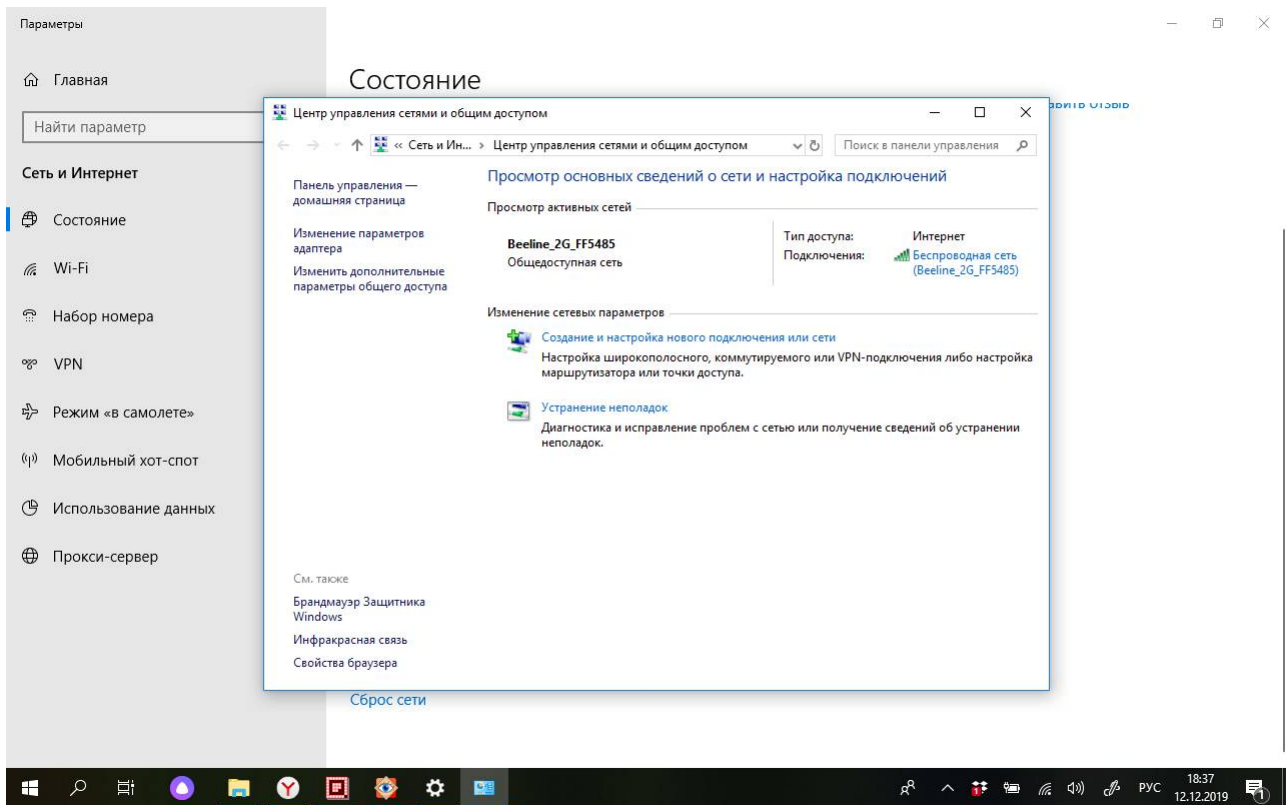 Параметры
Главная
Найти параметр
Сеть и Интернет
Состояние
Wi-Fi
Набор номера
VPN
Режим «в самолете»
Мобильный хот-спот
Использование данных
Прокси-сервер
Состояние
Центр управления сетями и общим доступом
« Сеть и Ин... › Центр управления сетями и общим доступом
Поиск в панели управления
Панель управления —
домашняя страница
Изменение параметров
адаптера
Изменить дополнительные
параметры общего доступа
Просмотр основных сведений о сети и настройка подключений
Просмотр активных сетей
Beeline_2G_FF5485
Общедоступная сеть
Тип доступа: Интернет
Подключения: Беспроводная сеть
(Beeline_2G_FF5485)
Изменение сетевых параметров
Создание и настройка нового подключения или сети
Настройка широкополосного, коммутируемого или VPN-подключения либо настройка
маршрутизатора или точки доступа.
Устранение неполадок
Диагностика и исправление проблем с сетью или получение сведений об устранении
неполадок.
См. также
Брандмауэр Защитника
Windows
Инфракрасная связь
Свойства браузера
Сброс сети
РУС
18:37
12.12.2019